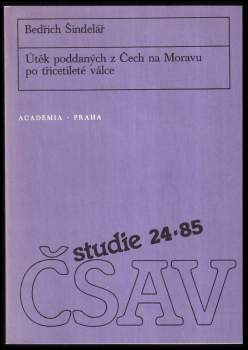 Bedřich Šindelář
Útěk poddaných z Čech na Moravu
po třicetileté válce
ACADEMIA · PRAHA
studie 24·85
ČSAV